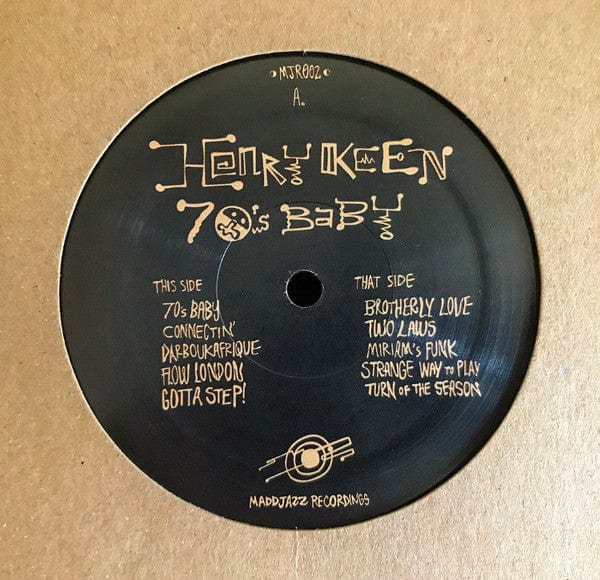 MJR002
A.
HENRY KEEN
70's BABY
THIS SIDE
70s BABY
CONNECTIN'
DARBOUKAFRIQUE
FLOW LONDON
GOTTA STEP!
THAT SIDE
BROTHERLY LOVE
TWO LAWS
MIRIAM'S FUNK
STRANGE WAY TO PLAY
TURN OF THE SEASON
MADDJAZZ RECORDINGS